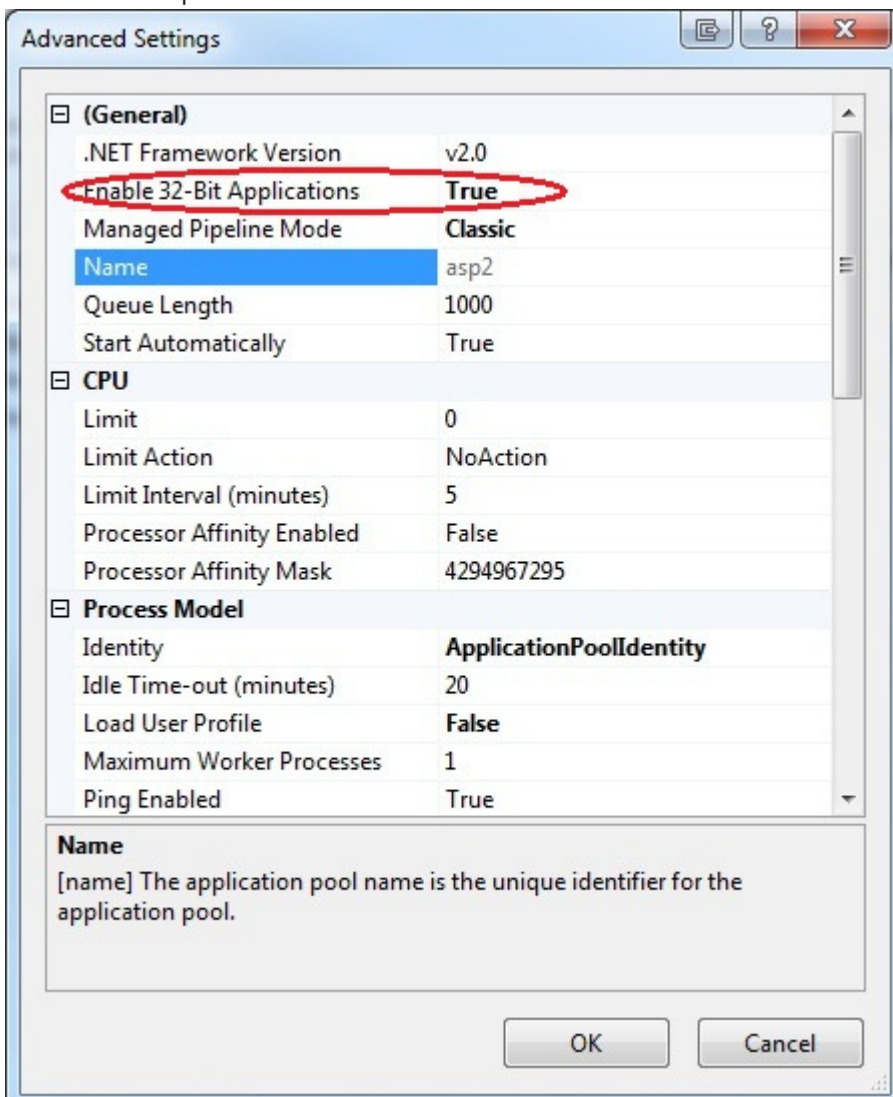 Advanced Settings
(General)
.NET Framework Version v2.0
Enable 32-Bit Applications True
Managed Pipeline Mode Classic
Name asp2
Queue Length 1000
Start Automatically True
CPU
Limit 0
Limit Action NoAction
Limit Interval (minutes) 5
Processor Affinity Enabled False
Processor Affinity Mask 4294967295
Process Model
Identity ApplicationPoolIdentity
Idle Time-out (minutes) 20
Load User Profile False
Maximum Worker Processes 1
Ping Enabled True
Name
[name] The application pool name is the unique identifier for the
application pool.
OK Cancel